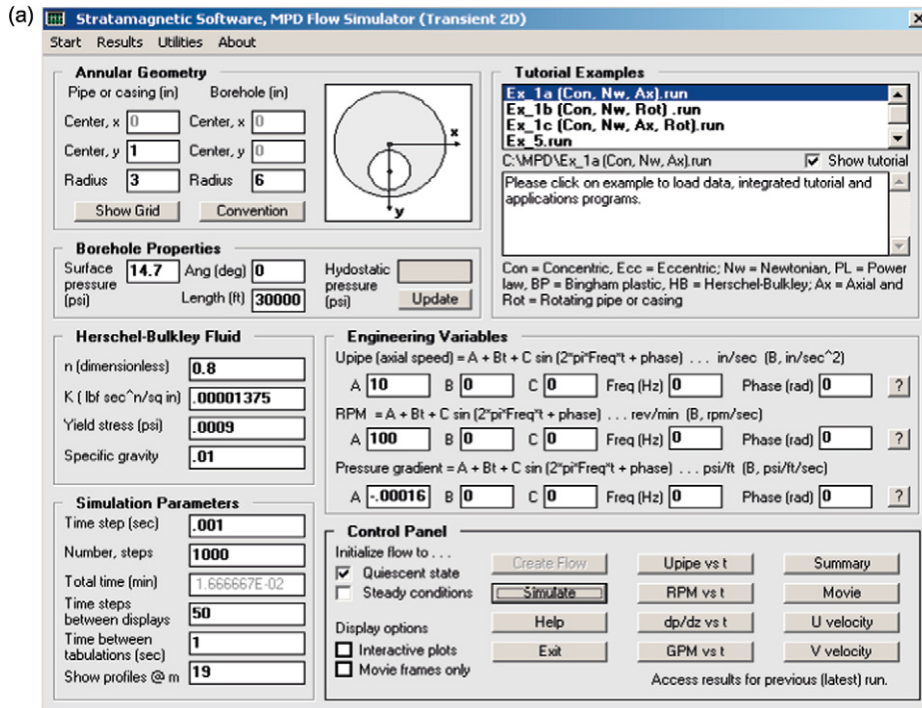 (a)
Stratamagnetic Software, MPD Flow Simulator (Transient 2D)
Start Results Utilities About
Annular Geometry
Pipe or casing (in) Borehole (in)
Center, x 0 Center, x 0
Center, y 1 Center, y 0
Radius 3 Radius 6
Show Grid Convention
x
y
Tutorial Examples
Ex_1a (Con, Nw, Ax).run
Ex_1b (Con, Nw, Rot) .run
Ex_1c (Con, Nw, Ax, Rot).run
Ex_5.run
C:\MPD\Ex_1a (Con, Nw, Ax).run Show tutorial
Please click on example to load data, integrated tutorial and
applications programs.
Con = Concentric, Ecc = Eccentric; Nw = Newtonian, PL = Power
law, BP = Bingham plastic, HB = Herschel-Bulkley; Ax = Axial and
Rot = Rotating pipe or casing
Borehole Properties
Surface pressure (psi) 14.7 Ang (deg) 0
Length (ft) 30000
Hydostatic pressure (psi)
Update
Herschel-Bulkley Fluid
n (dimensionless) 0.8
K ( lbf sec^n/sq in) .00001375
Yield stress (psi) .0009
Specific gravity .01
Engineering Variables
Upipe (axial speed) = A + Bt + C sin (2*pi*Freq*t + phase) . . . in/sec (B, in/sec^2)
A 10 B 0 C 0 Freq (Hz) 0 Phase (rad) 0 ?
RPM = A + Bt + C sin (2*pi*Freq*t + phase) . . . rev/min (B, rpm/sec)
A 100 B 0 C 0 Freq (Hz) 0 Phase (rad) 0 ?
Pressure gradient = A + Bt + C sin (2*pi*Freq*t + phase) . . . psi/ft (B, psi/ft/sec)
A -.00016 B 0 C 0 Freq (Hz) 0 Phase (rad) 0 ?
Simulation Parameters
Time step (sec) .001
Number, steps 1000
Total time (min) 1.666667E-02
Time steps
between displays 50
Time between
tabulations (sec) 1
Show profiles @ m 19
Control Panel
Initialize flow to . . .
Quiescent state
Steady conditions
Display options
Interactive plots
Movie frames only
Create Flow Upipe vs t Summary
Simulate RPM vs t Movie
Help dp/dz vs t U velocity
Exit GPM vs t V velocity
Access results for previous (latest) run.